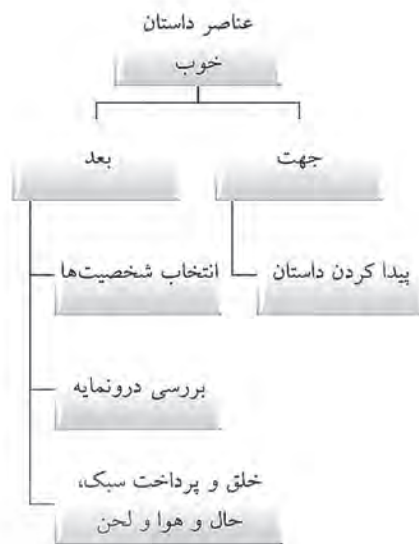 عناصر داستان
خوب
جهت
بعد
پیدا کردن داستان
انتخاب شخصیت‌ها
بررسی درونمایه
خلق و پرداخت سبک،
حال و هوا و لحن